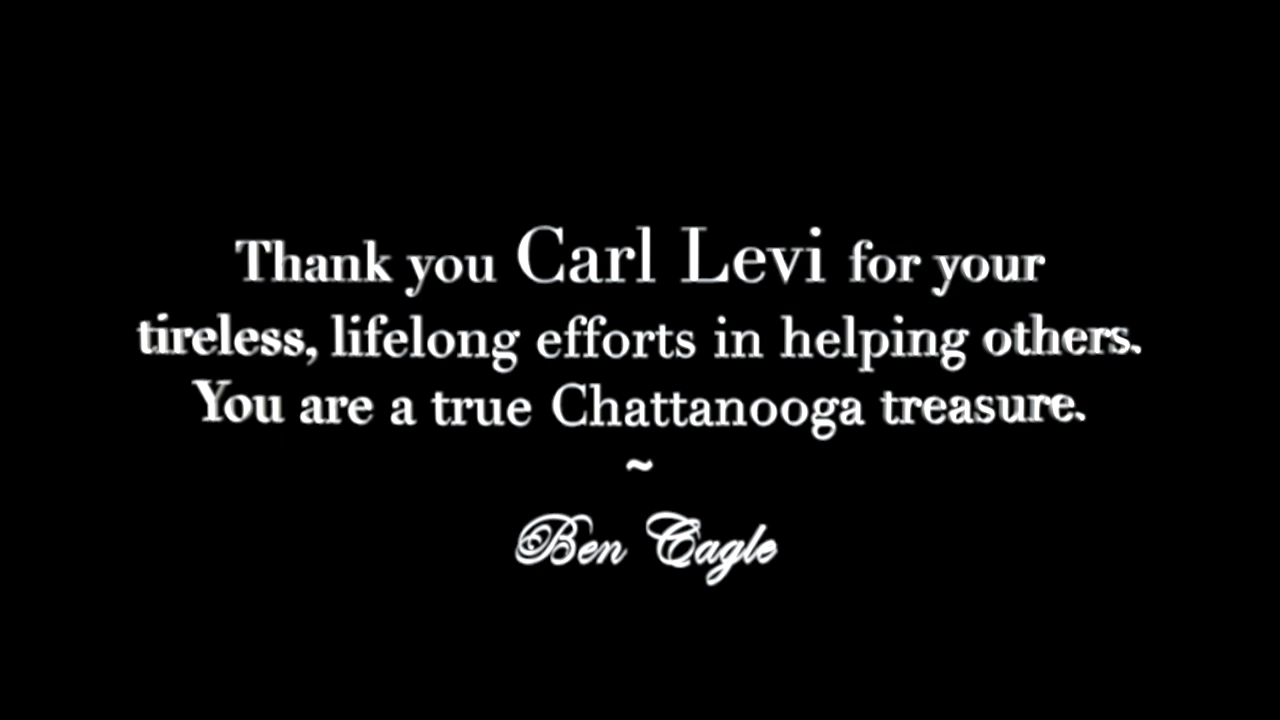 Thank you Carl Levi for your
tireless, lifelong efforts in helping others.
You are a true Chattanooga treasure.
~
Ben Cagle